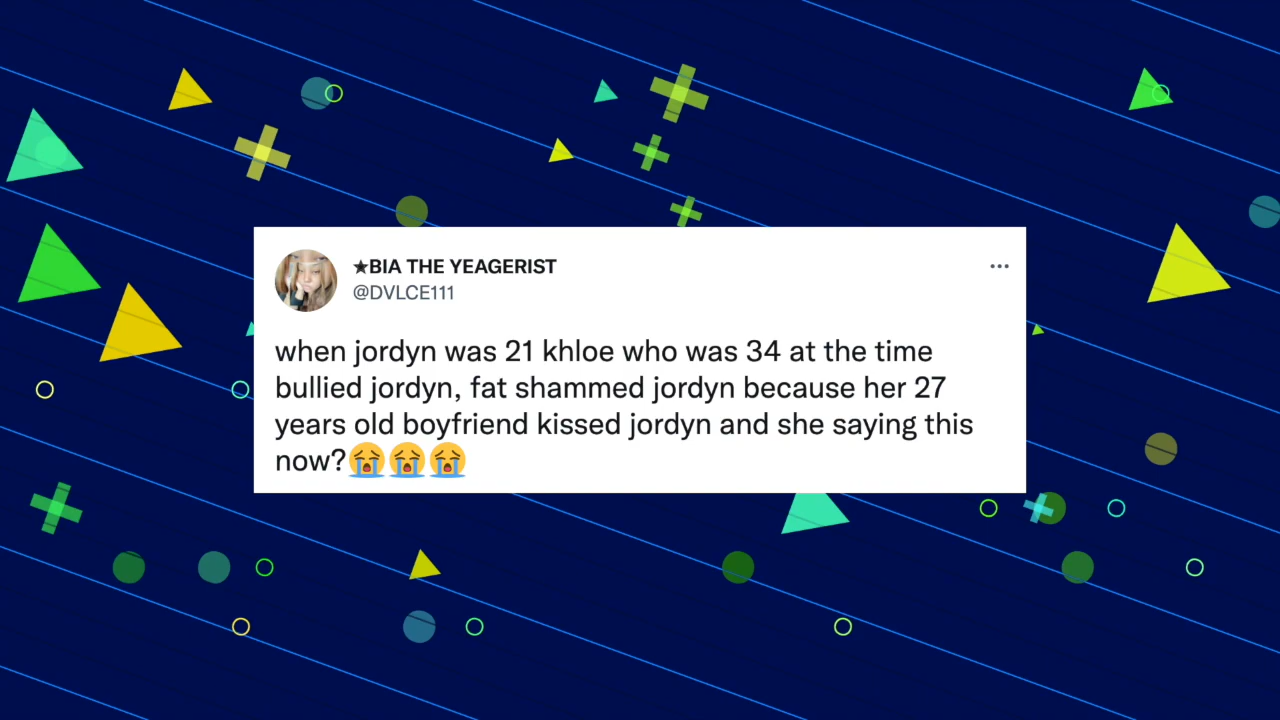 ★BIA THE YEAGERIST
@DVLCE111
when jordyn was 21 khloe who was 34 at the time
bullied jordyn, fat shammed jordyn because her 27
years old boyfriend kissed jordyn and she saying this
now?😭😭😭